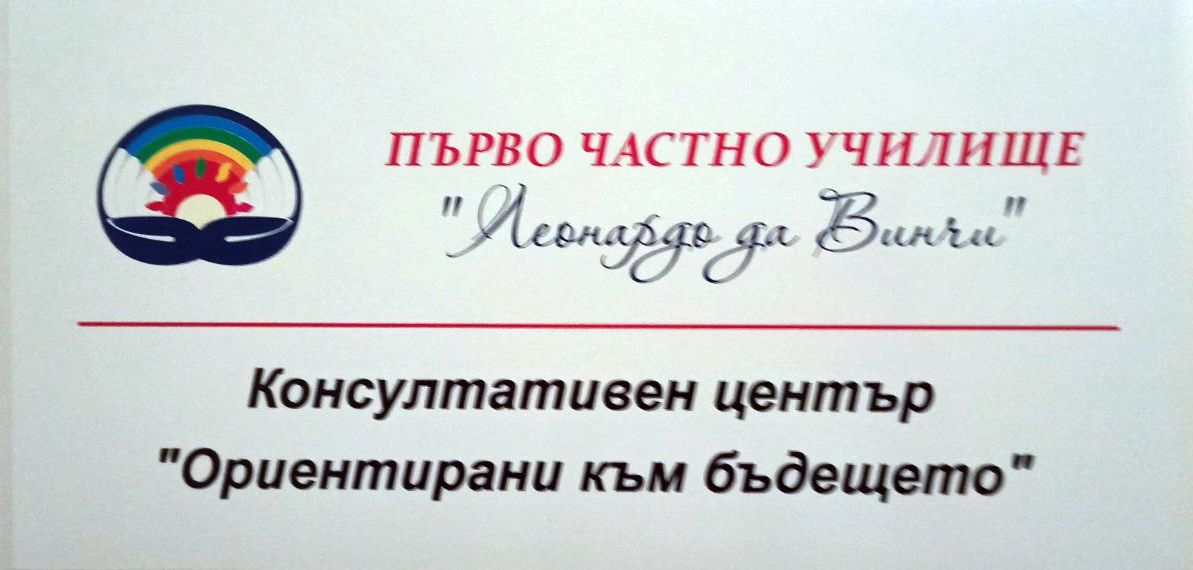 ПЪРВО ЧАСТНО УЧИЛИЩЕ
"Леонардо да Винчи"
Консултативен център
"Ориентирани към бъдещето"